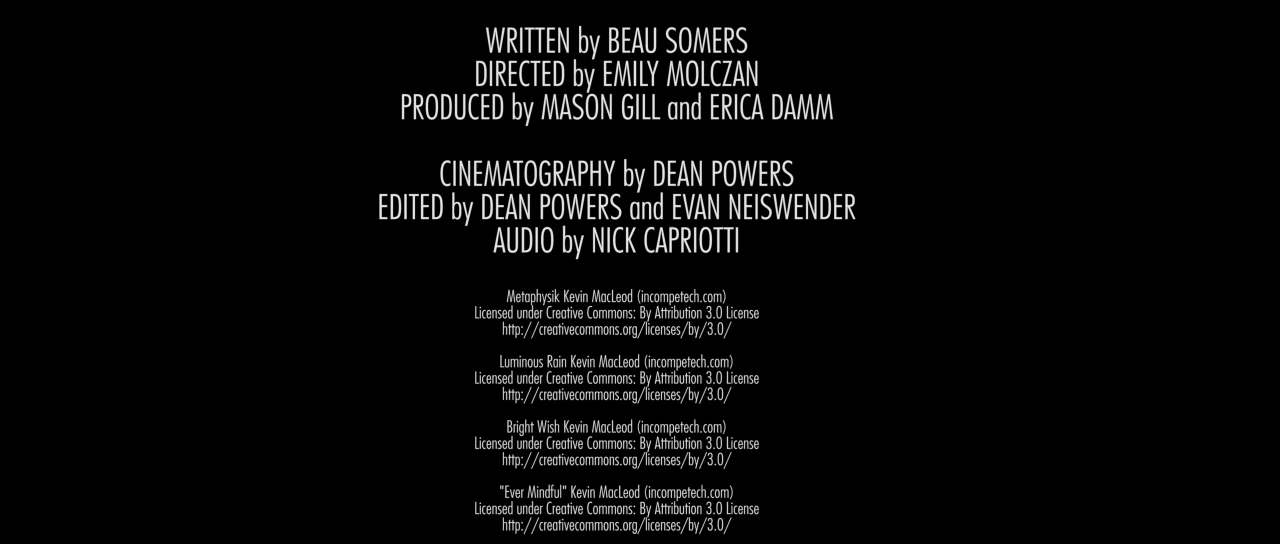 WRITTEN by BEAU SOMERS
DIRECTED by EMILY MOLCZAN
PRODUCED by MASON GILL and ERICA DAMM
CINEMATOGRAPHY by DEAN POWERS
EDITED by DEAN POWERS and EVAN NEISWENDER
AUDIO by NICK CAPRIOTTI
Metaphysik Kevin MacLeod (incompetech.com)
Licensed under Creative Commons: By Attribution 3.0 License
http://creativecommons.org/licenses/by/3.0/
Luminous Rain Kevin MacLeod (incompetech.com)
Licensed under Creative Commons: By Attribution 3.0 License
http://creativecommons.org/licenses/by/3.0/
Bright Wish Kevin MacLeod (incompetech.com)
Licensed under Creative Commons: By Attribution 3.0 License
http://creativecommons.org/licenses/by/3.0/
"Ever Mindful" Kevin MacLeod (incompetech.com)
Licensed under Creative Commons: By Attribution 3.0 License
http://creativecommons.org/licenses/by/3.0/